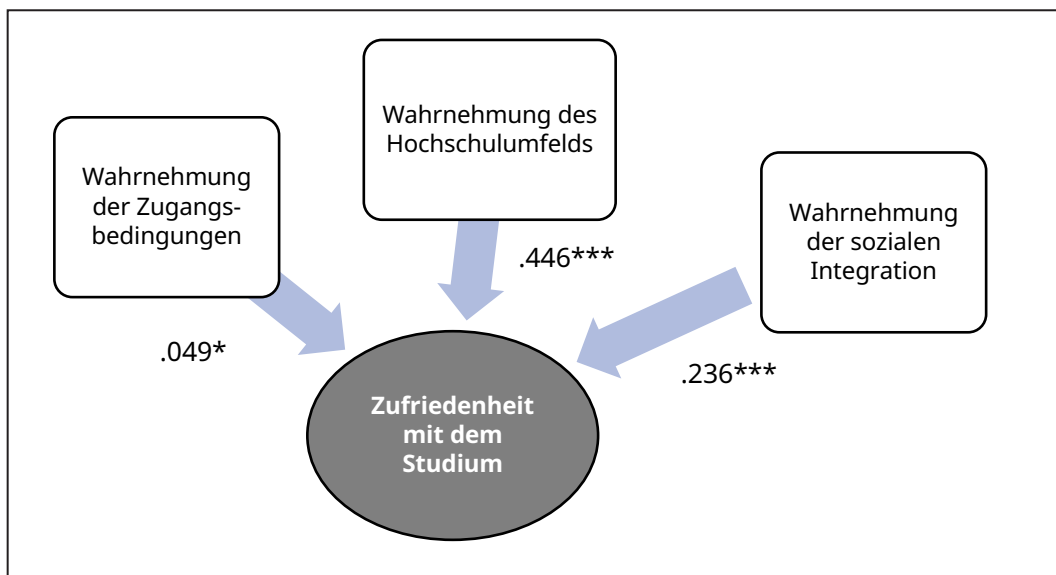 Wahrnehmung
der Zugangs-
bedingungen
Wahrnehmung des
Hochschulumfelds
Wahrnehmung
der sozialen
Integration
.049*
.446***
.236***
Zufriedenheit
mit dem
Studium